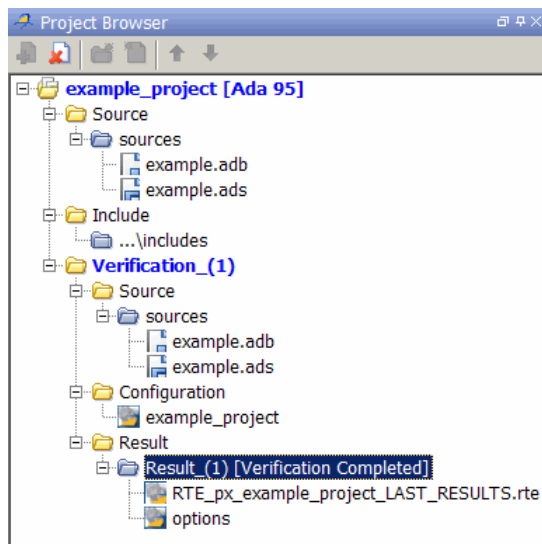 Project Browser
example_project [Ada 95]
Source
sources
example.adb
example.ads
Include
...\includes
Verification_(1)
Source
sources
example.adb
example.ads
Configuration
example_project
Result
Result_(1) [Verification Completed]
RTE_px_example_project_LAST_RESULTS.rte
options